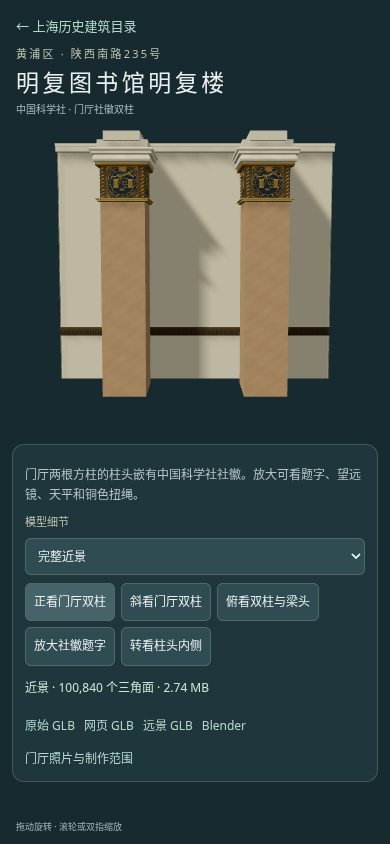 ← 上海历史建筑目录
黄浦区 · 陕西南路235号
明复图书馆明复楼
中国科学社 · 门厅社徽双柱
门厅两根方柱的柱头嵌有中国科学社社徽。放大可看题字、望远
镜、天平和铜色扭绳。
模型细节
完整近景
正看门厅双柱 斜看门厅双柱 俯看双柱与梁头
放大社徽题字 转看柱头内侧
近景 · 100,840 个三角面 · 2.74 MB
原始 GLB 网页 GLB 远景 GLB Blender
门厅照片与制作范围
拖动旋转 · 滚轮或双指缩放